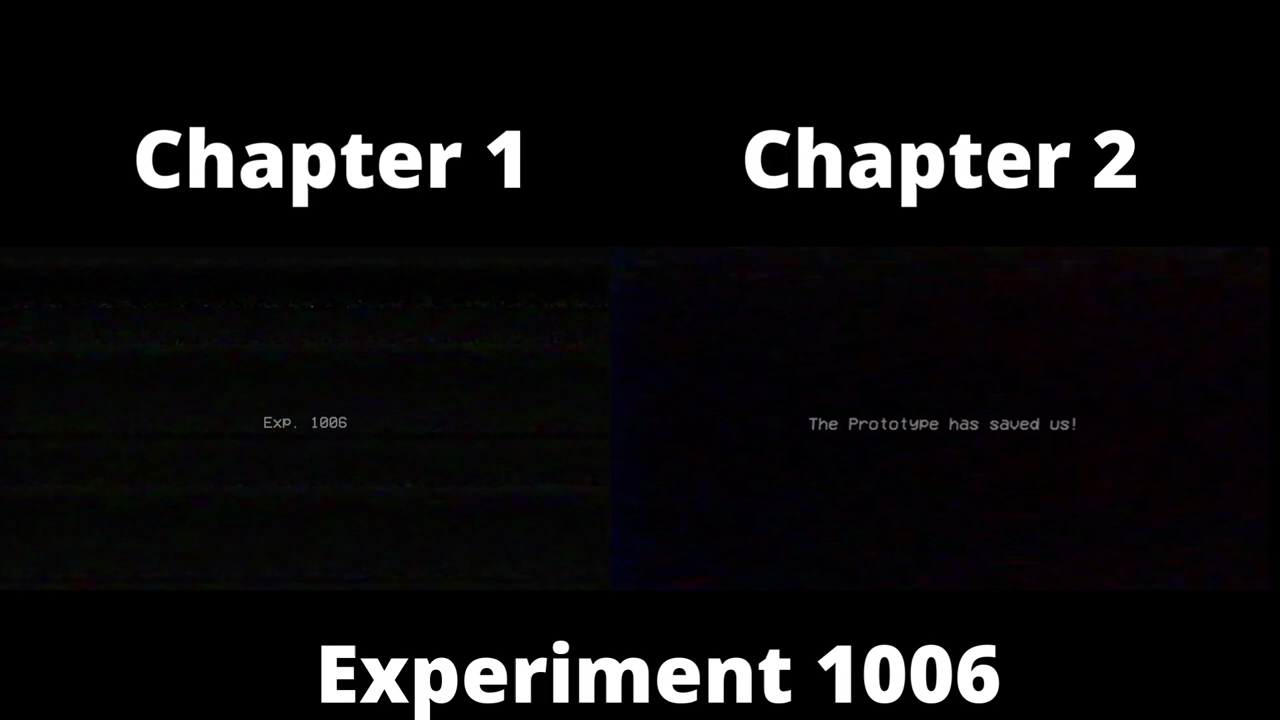 Chapter 1
Chapter 2
Exp. 1006
The Prototype has saved us!
Experiment 1006